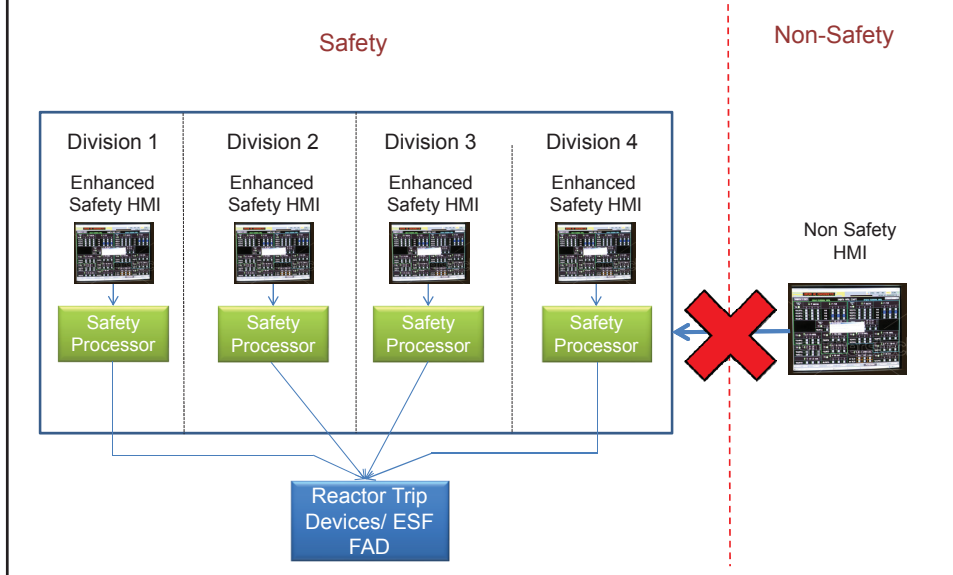 Safety
Non-Safety
Division 1
Division 2
Division 3
Division 4
Enhanced
Safety HMI
Enhanced
Safety HMI
Enhanced
Safety HMI
Enhanced
Safety HMI
Non Safety
HMI
Safety
Processor
Safety
Processor
Safety
Processor
Safety
Processor
Reactor Trip
Devices/ ESF
FAD